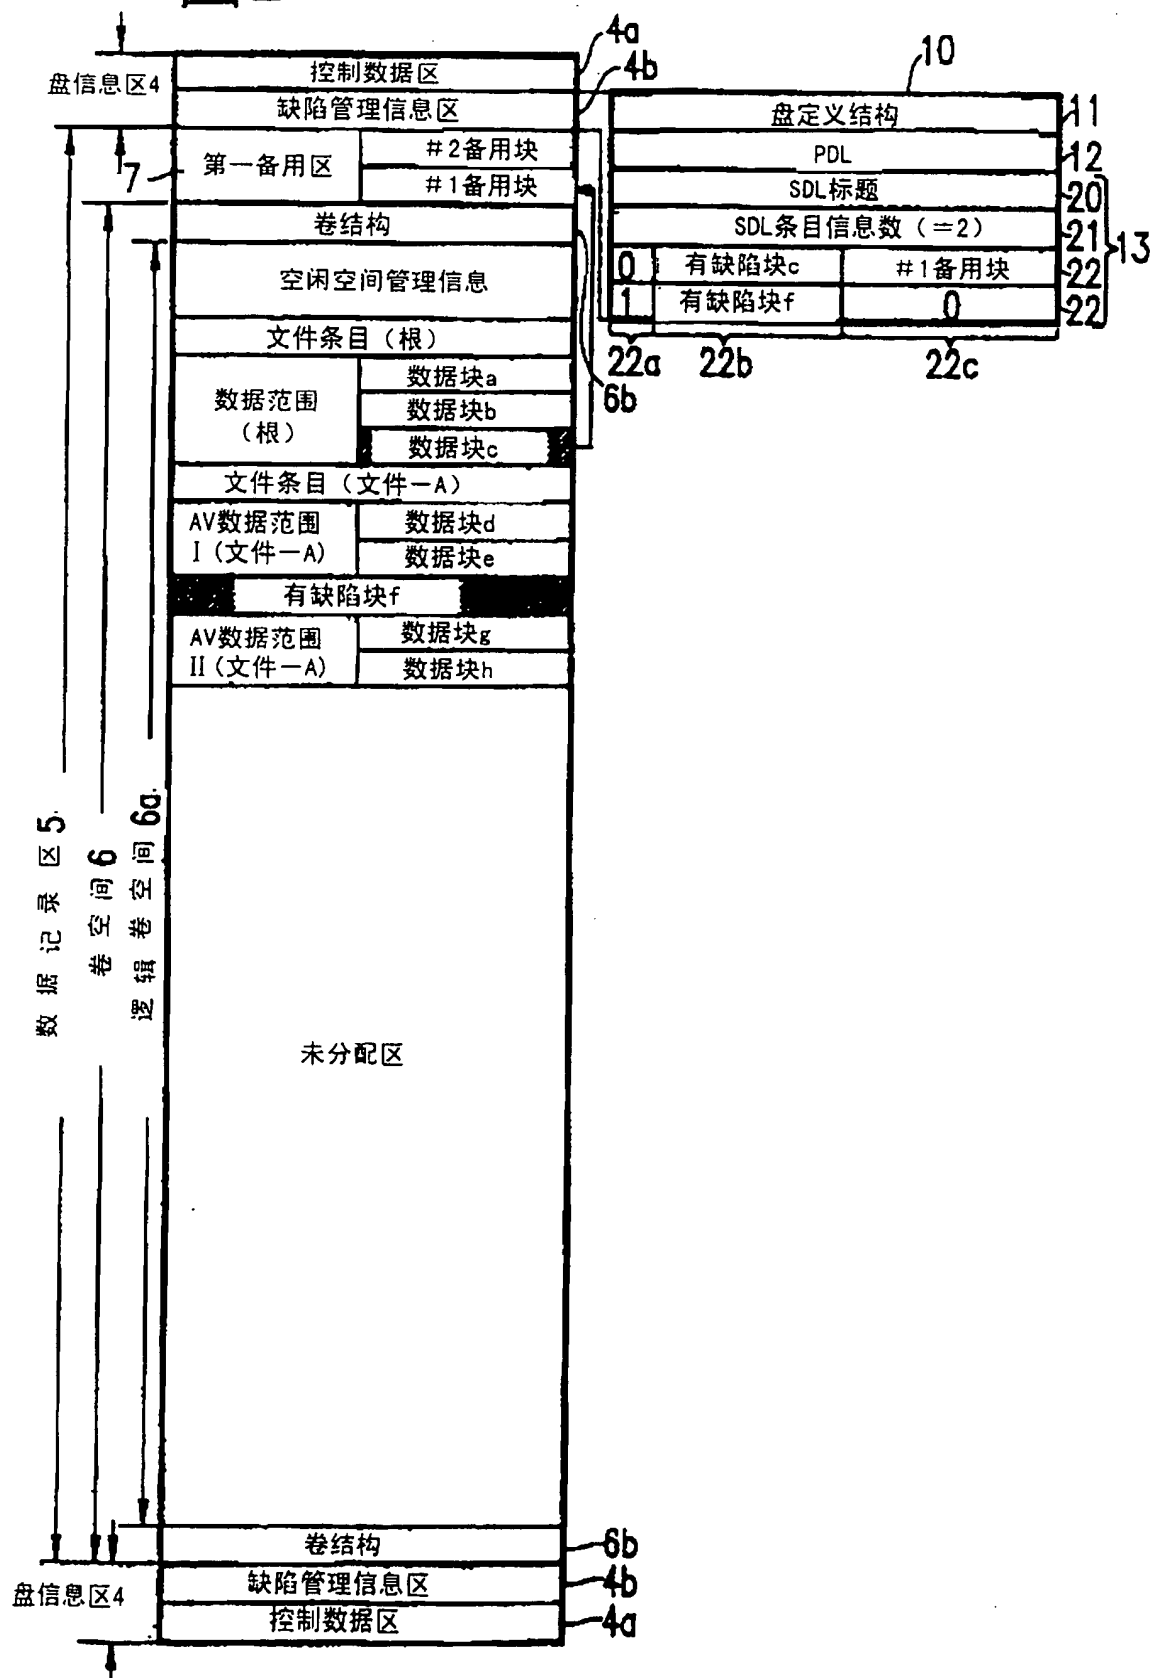 4a
盘信息区4
控制数据区
4b
缺陷管理信息区
7
第一备用区
#2备用块
#1备用块
卷结构
6b
空闲空间管理信息
文件条目（根）
数据范围
（根）
数据块a
数据块b
数据块c
文件条目（文件－A）
AV数据范围
I（文件－A）
数据块d
数据块e
有缺陷块f
AV数据范围
II（文件－A）
数据块g
数据块h
10
盘定义结构
11
PDL
12
SDL标题
20
SDL条目信息数（＝2）
21
13
0
有缺陷块c
#1备用块
22
1
有缺陷块f
0
22
22a
22b
22c
数据记录区5
卷空间6
逻辑卷空间6a
未分配区
卷结构
6b
盘信息区4
缺陷管理信息区
4b
控制数据区
4a